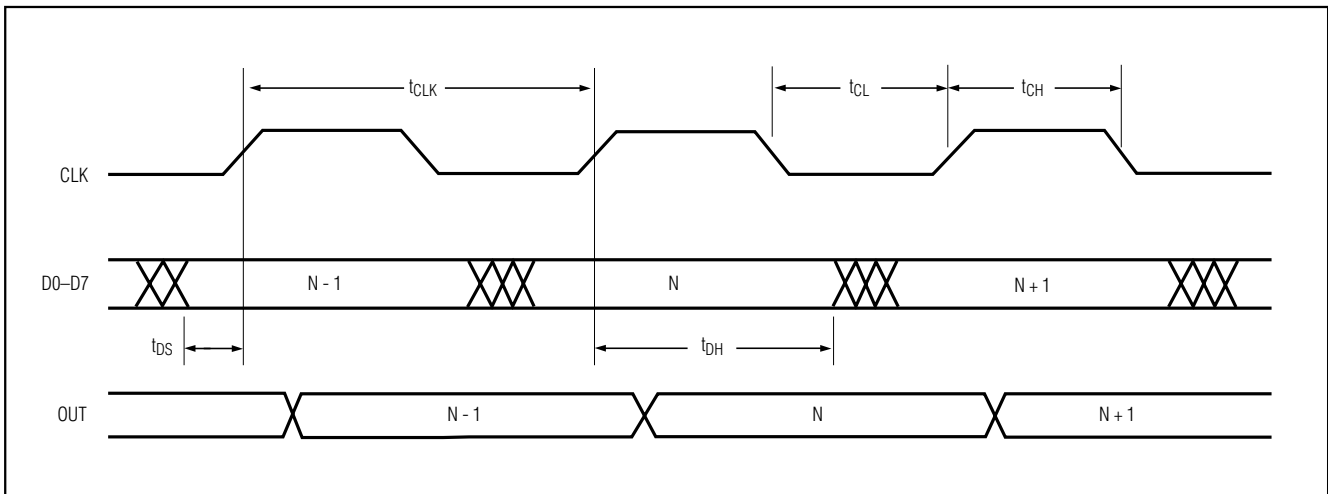 tCLK tCL tCH
CLK
D0–D7 N - 1 N N + 1
tDS tDH
OUT N - 1 N N + 1